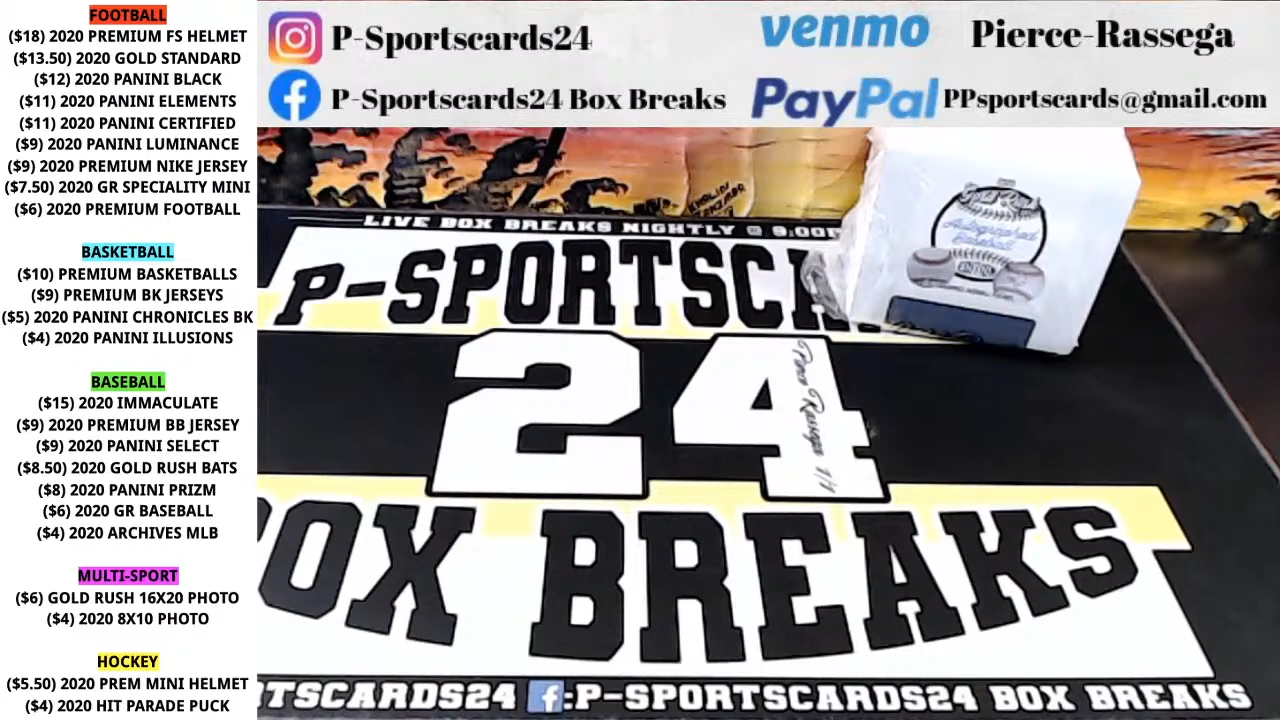 FOOTBALL
($18) 2020 PREMIUM FS HELMET
($13.50) 2020 GOLD STANDARD
($12) 2020 PANINI BLACK
($11) 2020 PANINI ELEMENTS
($11) 2020 PANINI CERTIFIED
($9) 2020 PANINI LUMINANCE
($9) 2020 PREMIUM NIKE JERSEY
($7.50) 2020 GR SPECIALITY MINI
($6) 2020 PREMIUM FOOTBALL
BASKETBALL
($10) PREMIUM BASKETBALLS
($9) PREMIUM BK JERSEYS
($5) 2020 PANINI CHRONICLES BK
($4) 2020 PANINI ILLUSIONS
BASEBALL
($15) 2020 IMMACULATE
($9) 2020 PREMIUM BB JERSEY
($9) 2020 PANINI SELECT
($8.50) 2020 GOLD RUSH BATS
($8) 2020 PANINI PRIZM
($6) 2020 GR BASEBALL
($4) 2020 ARCHIVES MLB
MULTI-SPORT
($6) GOLD RUSH 16X20 PHOTO
($4) 2020 8X10 PHOTO
HOCKEY
($5.50) 2020 PREM MINI HELMET
($4) 2020 HIT PARADE PUCK
P-Sportscards24
venmo Pierce-Rassega
P-Sportscards24 Box Breaks
PayPal PPsportscards@gmail.com
LIVE BOX BREAKS NIGHTLY @ 9:00P
P-SPORTSCA
24
Autographed
Baseball
OX BREAKS
RTSCARDS24 f:P-SPORTSCARDS24 BOX BREAKS